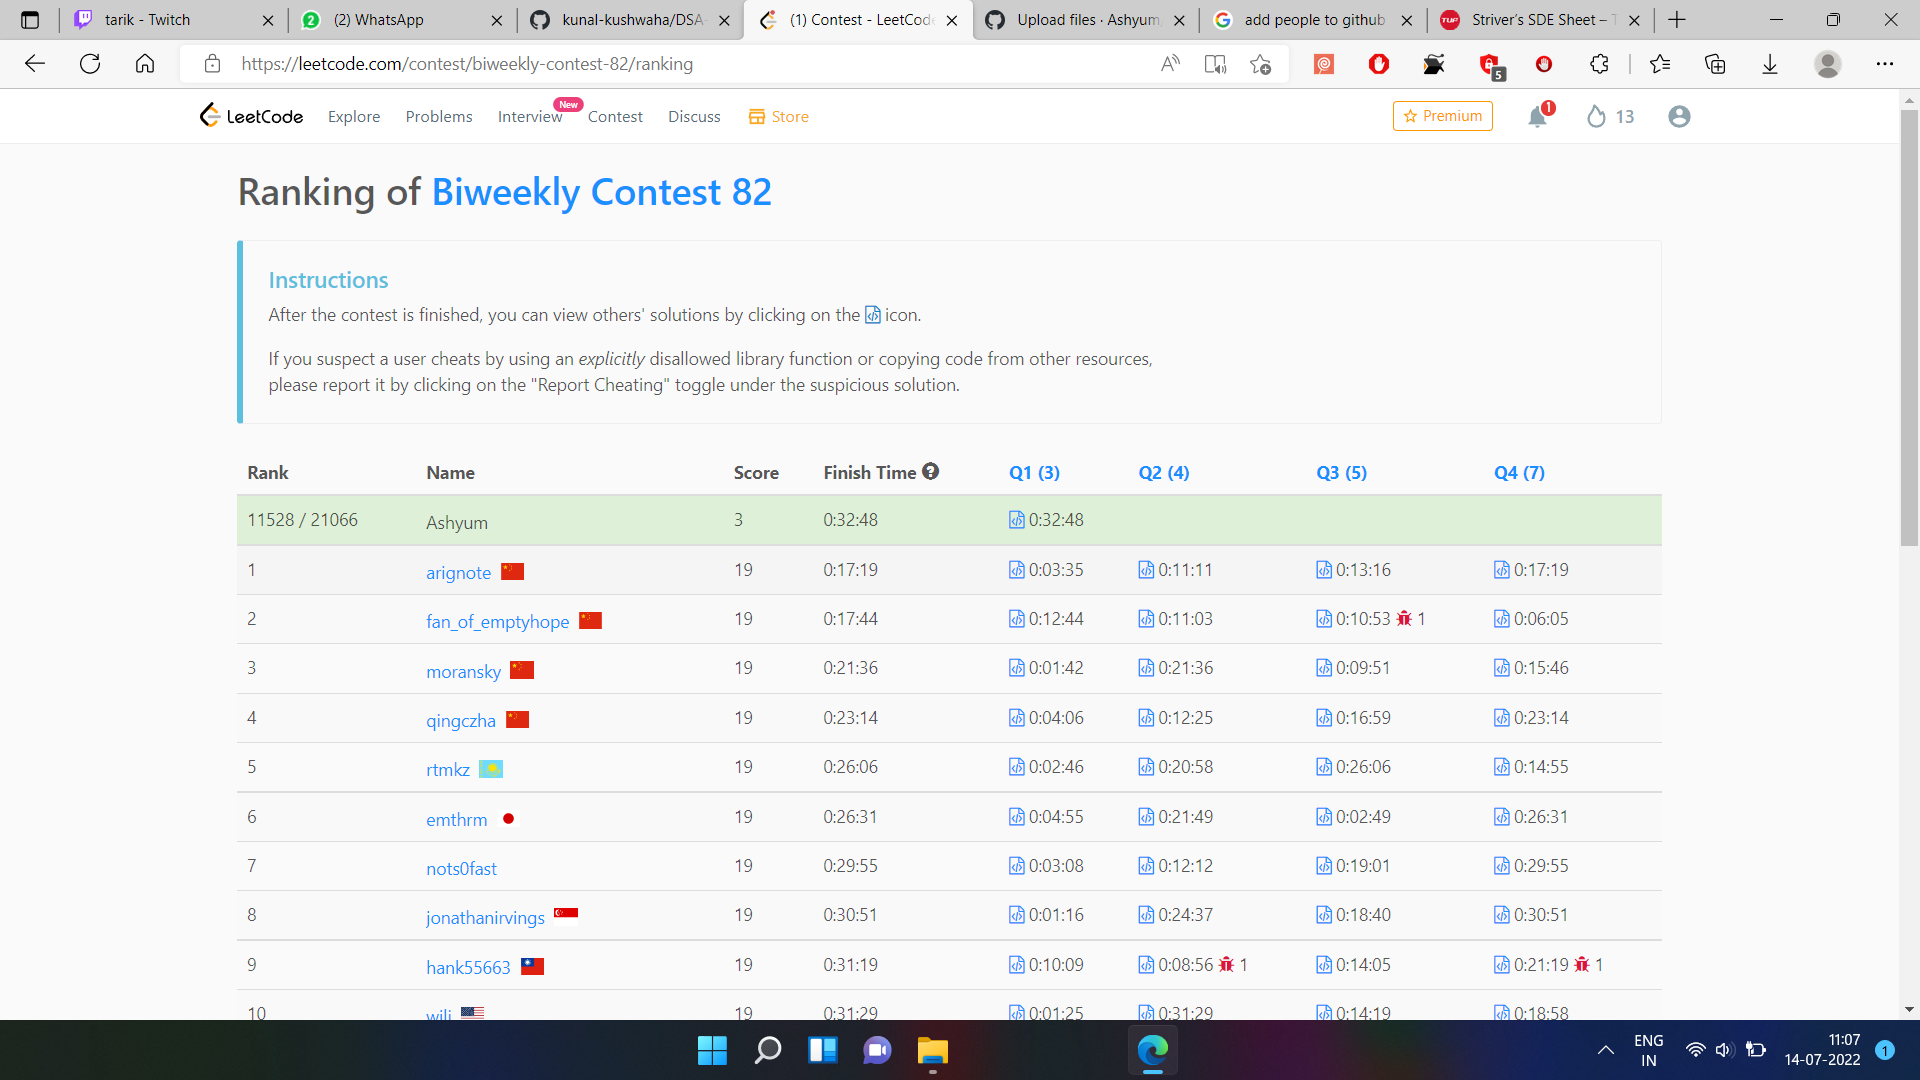 tarik - Twitch
(2) WhatsApp
kunal-kushwaha/DSA-
(1) Contest - LeetCode
Upload files · Ashyum
add people to github
Striver's SDE Sheet –
https://leetcode.com/contest/biweekly-contest-82/ranking
5
LeetCode Explore Problems Interview New Contest Discuss Store Premium 1 13
Ranking of Biweekly Contest 82
Instructions
After the contest is finished, you can view others' solutions by clicking on the icon.
If you suspect a user cheats by using an explicitly disallowed library function or copying code from other resources,
please report it by clicking on the "Report Cheating" toggle under the suspicious solution.
Rank Name Score Finish Time Q1 (3) Q2 (4) Q3 (5) Q4 (7)
11528 / 21066 Ashyum 3 0:32:48 0:32:48
1 arignote 19 0:17:19 0:03:35 0:11:11 0:13:16 0:17:19
2 fan_of_emptyhope 19 0:17:44 0:12:44 0:11:03 0:10:53 1 0:06:05
3 moransky 19 0:21:36 0:01:42 0:21:36 0:09:51 0:15:46
4 qingczha 19 0:23:14 0:04:06 0:12:25 0:16:59 0:23:14
5 rtmkz 19 0:26:06 0:02:46 0:20:58 0:26:06 0:14:55
6 emthrm 19 0:26:31 0:04:55 0:21:49 0:02:49 0:26:31
7 nots0fast 19 0:29:55 0:03:08 0:12:12 0:19:01 0:29:55
8 jonathanirvings 19 0:30:51 0:01:16 0:24:37 0:18:40 0:30:51
9 hank55663 19 0:31:19 0:10:09 0:08:56 1 0:14:05 0:21:19 1
10 wili 19 0:31:29 0:01:25 0:31:29 0:14:19 0:18:58
ENG
IN
11:07
14-07-2022
1